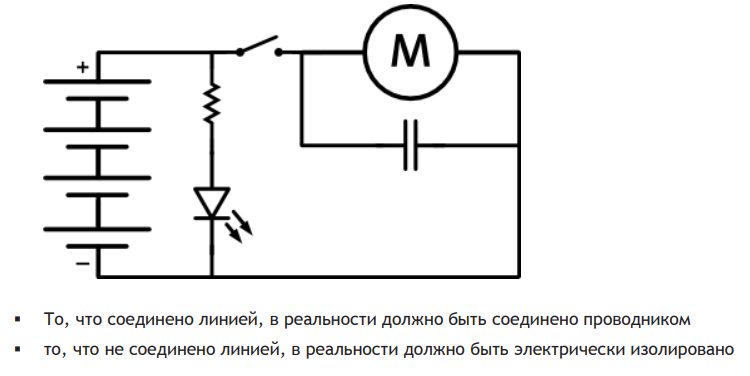 +
M
−
▪ То, что соединено линией, в реальности должно быть соединено проводником
▪ то, что не соединено линией, в реальности должно быть электрически изолировано